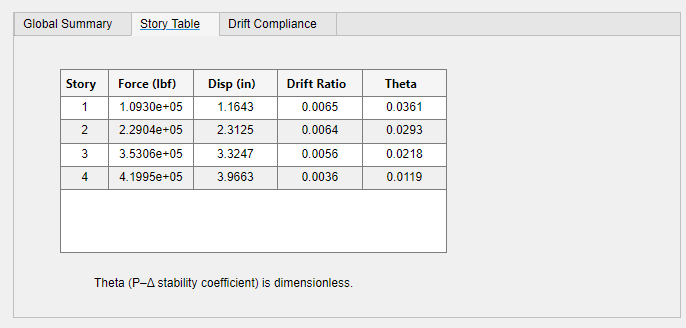 Global Summary Story Table Drift Compliance
Story Force (lbf) Disp (in) Drift Ratio Theta
1 1.0930e+05 1.1643 0.0065 0.0361
2 2.2904e+05 2.3125 0.0064 0.0293
3 3.5306e+05 3.3247 0.0056 0.0218
4 4.1995e+05 3.9663 0.0036 0.0119
Theta (P–Δ stability coefficient) is dimensionless.